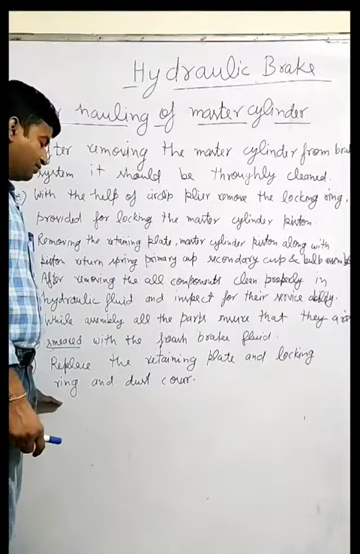 Hydraulic Brake
hauling of master cylinder
After removing the master cylinder from brak
system it should be throughly cleaned.
With the help of circlip plier remove the locking ring,
provided for locking the master cylinder piston.
Removing the retaining plate, master cylinder piston along with
piston return spring primary cup secondary cup & bulb assemb
After removing the all components clean properly in
hydraulic fluid and inspect for their service
While assembly all the parts insure that they
smeared with the fresh brake fluid.
Replace the retaining plate and locking
ring and dust cover.